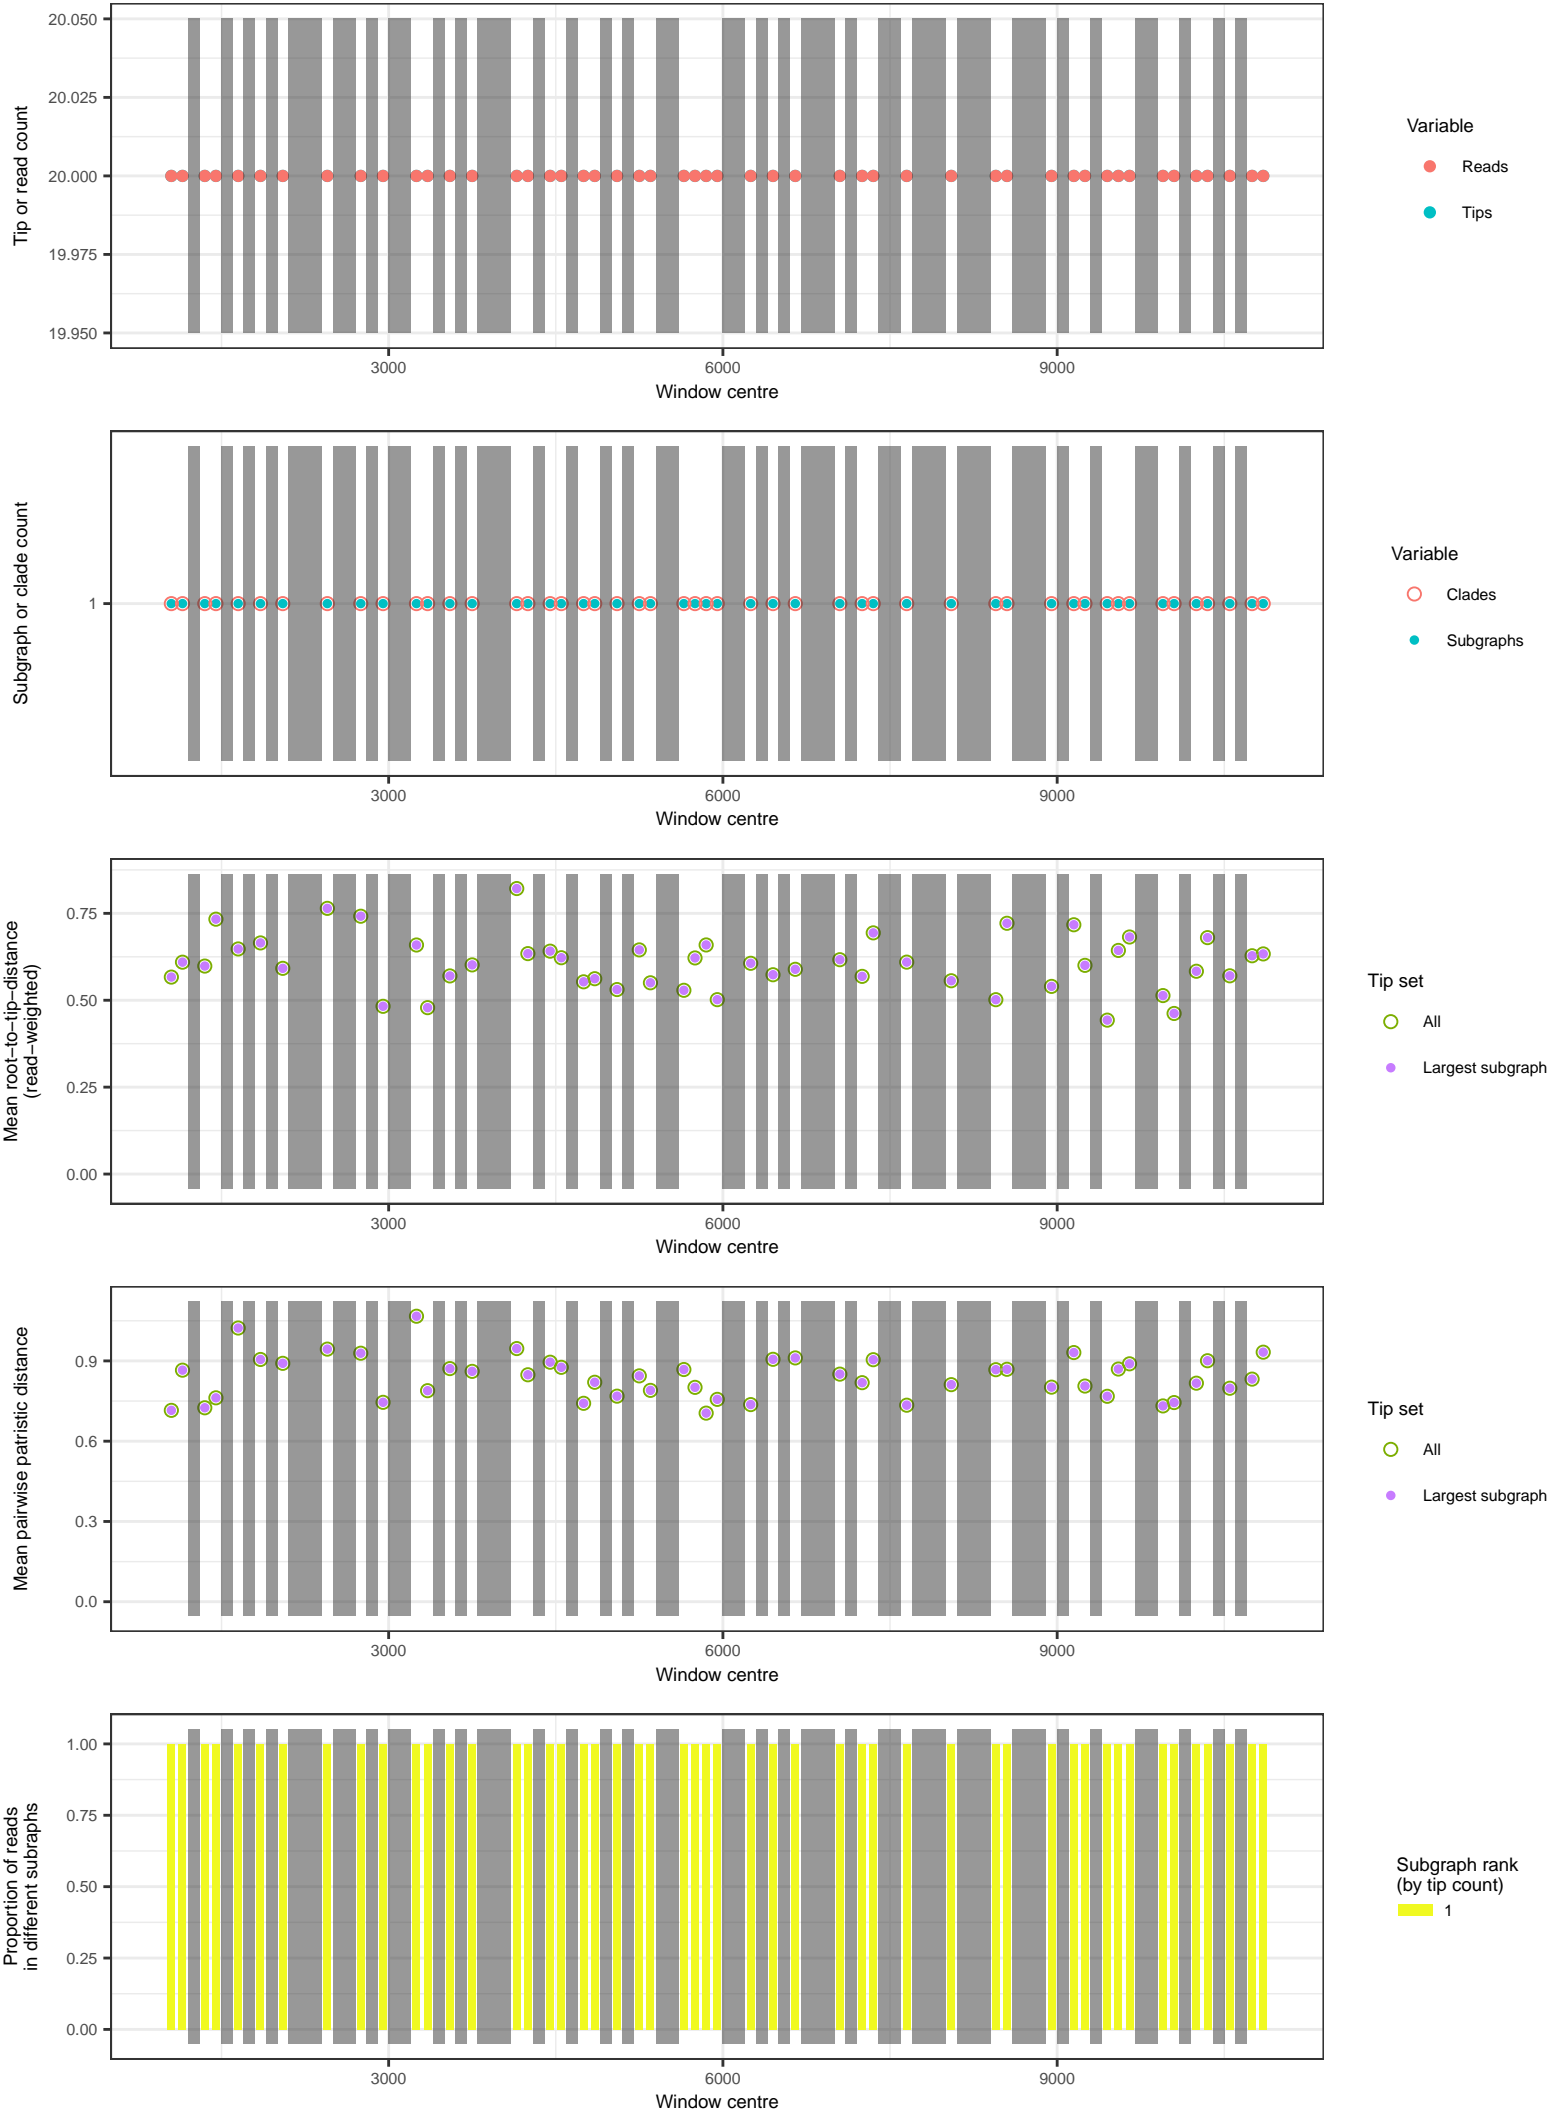 20.050
20.025
20.000
19.975
19.950
Tip or read count
3000
6000
9000
Window centre
Variable
Reads
Tips
1
Subgraph or clade count
3000
6000
9000
Window centre
Variable
Clades
Subgraphs
0.75
0.50
0.25
0.00
Mean root−to−tip−distance
(read−weighted)
3000
6000
9000
Window centre
Tip set
All
Largest subgraph
0.9
0.6
0.3
0.0
Mean pairwise patristic distance
3000
6000
9000
Window centre
Tip set
All
Largest subgraph
1.00
0.75
0.50
0.25
0.00
Proportion of reads
in different subraphs
3000
6000
9000
Window centre
Subgraph rank
(by tip count)
1